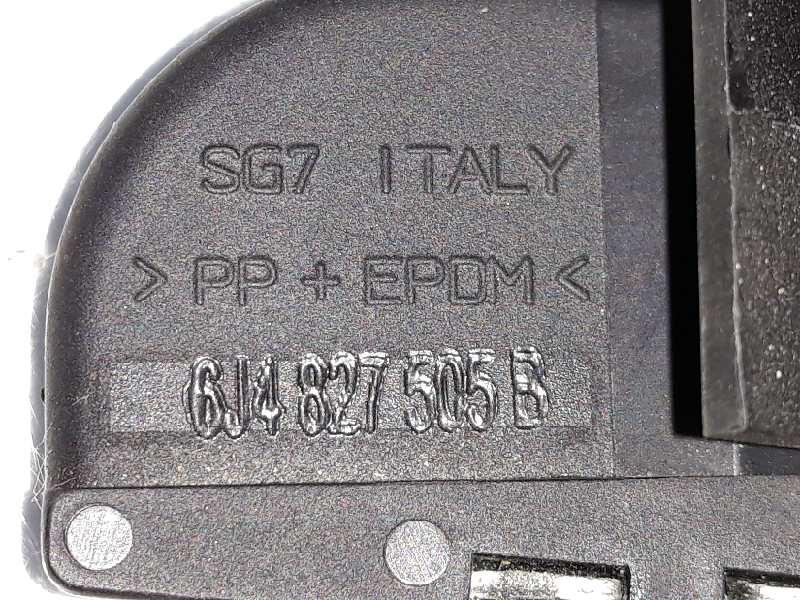 SG7 ITALY
>PP + EPDM<
6J4 827 505 B